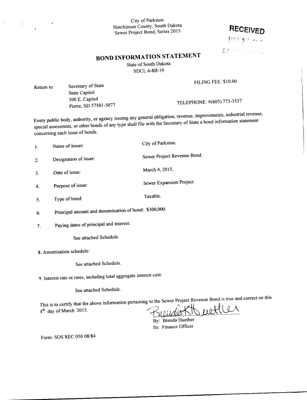 City of Parkston
Hutchinson County, South Dakota
Sewer Project Bond, Series 2015
RECEIVED
BOND INFORMATION STATEMENT
State of South Dakota
SDCL 6-8B-19
FILING FEE: $10.00
Return to: Secretary of State
State Capitol
500 E. Capitol
Pierre, SD 57501-5077
TELEPHONE: #(605) 773-3537
Every public body, authority, or agency issuing any general obligation, revenue, improvements, industrial revenue,
special assessment, or other bonds of any type shall file with the Secretary of State a bond information statement
concerning each issue of bonds.
1. Name of issuer: City of Parkston.
2. Designation of issue: Sewer Project Revenue Bond.
3. Date of issue: March 4, 2015.
4. Purpose of issue: Sewer Expansion Project
5. Type of bond: Taxable.
6. Principal amount and denomination of bond: $300,000.
7. Paying dates of principal and interest:
See attached Schedule.
8. Amortization schedule:
See attached Schedule.
9. Interest rate or rates, including total aggregate interest cost:
See attached Schedule.
This is to certify that the above information pertaining to the Sewer Project Revenue Bond is true and correct on this
4th day of March 2015.
By: Brenda Huether
Its: Finance Officer
Form: SOS REC 050 08/84